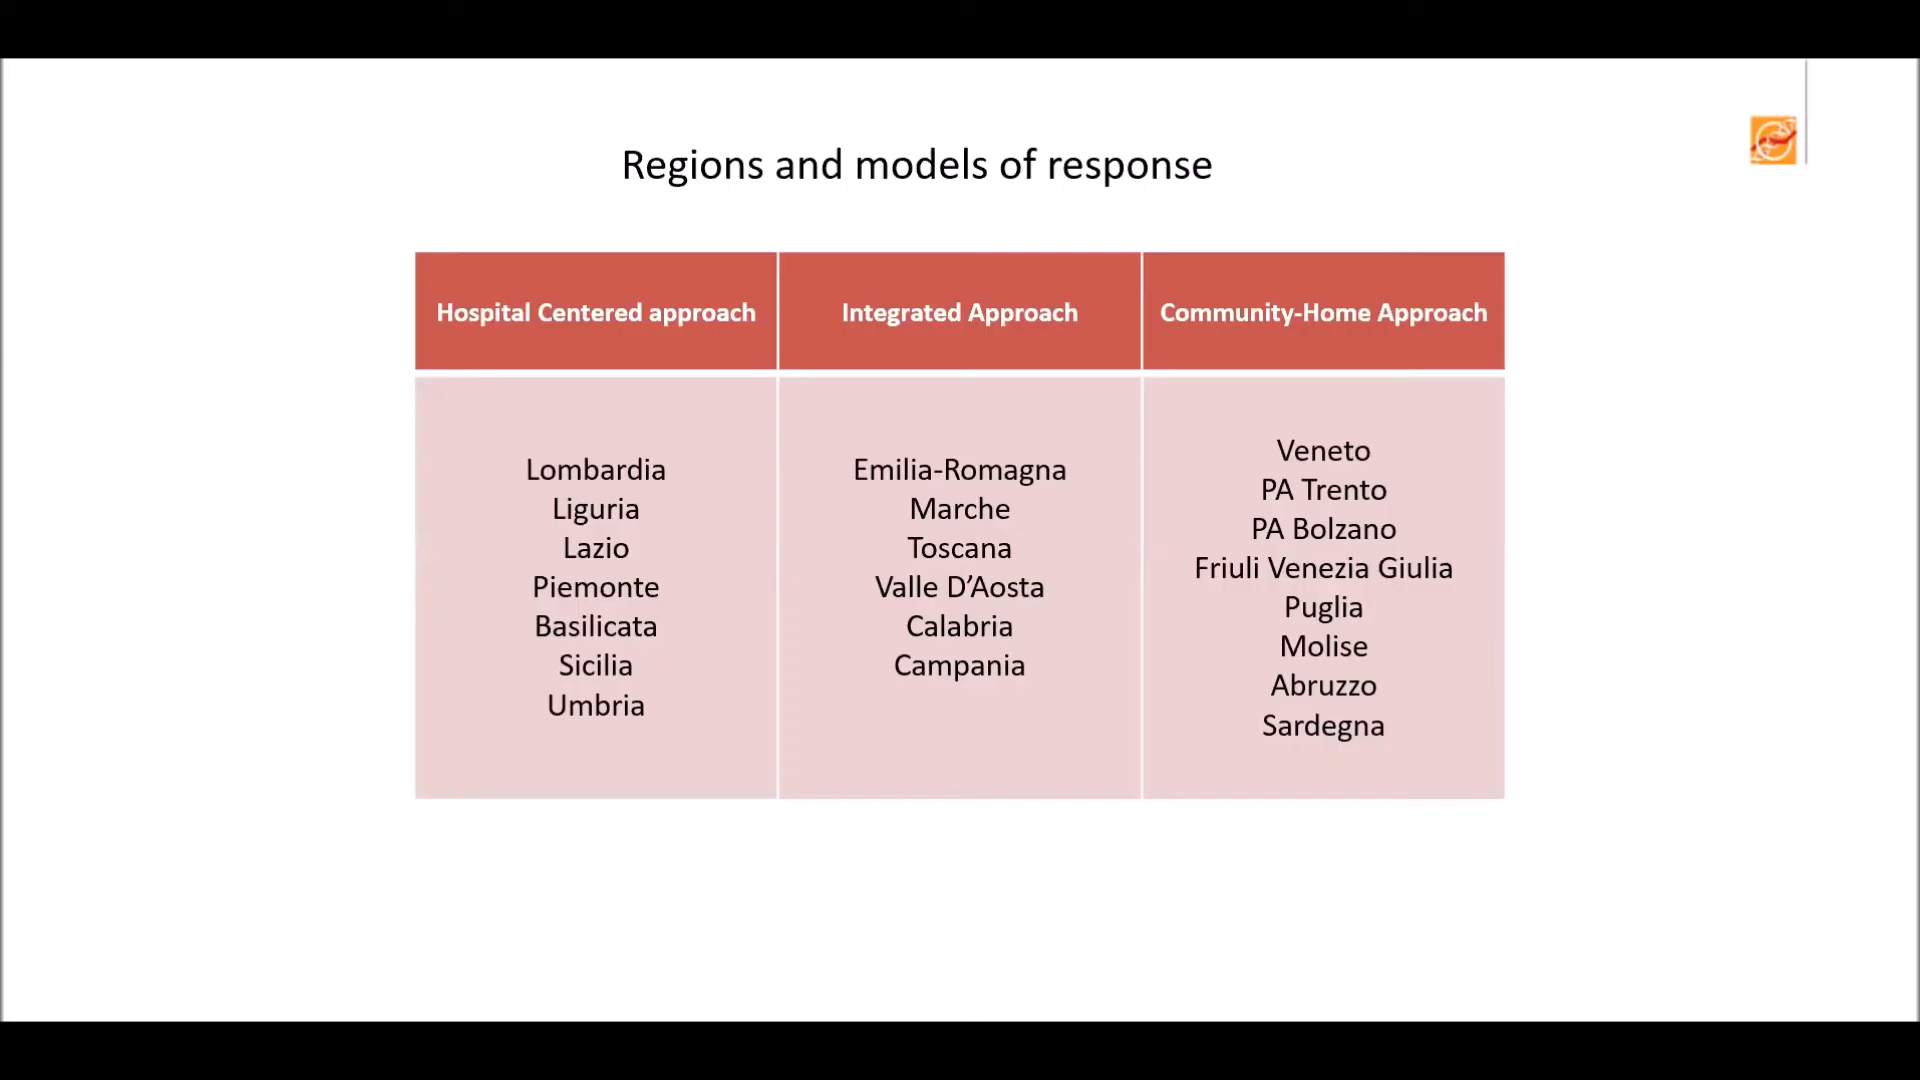 Regions and models of response
Hospital Centered approach
Integrated Approach
Community-Home Approach
Lombardia
Liguria
Lazio
Piemonte
Basilicata
Sicilia
Umbria
Emilia-Romagna
Marche
Toscana
Valle D’Aosta
Calabria
Campania
Veneto
PA Trento
PA Bolzano
Friuli Venezia Giulia
Puglia
Molise
Abruzzo
Sardegna